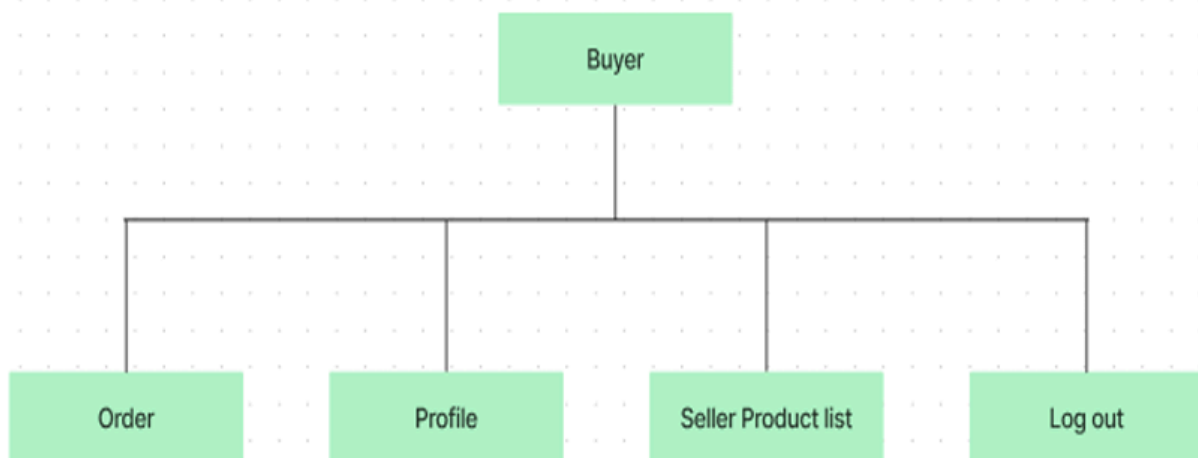 Buyer
Order
Profile
Seller Product list
Log out